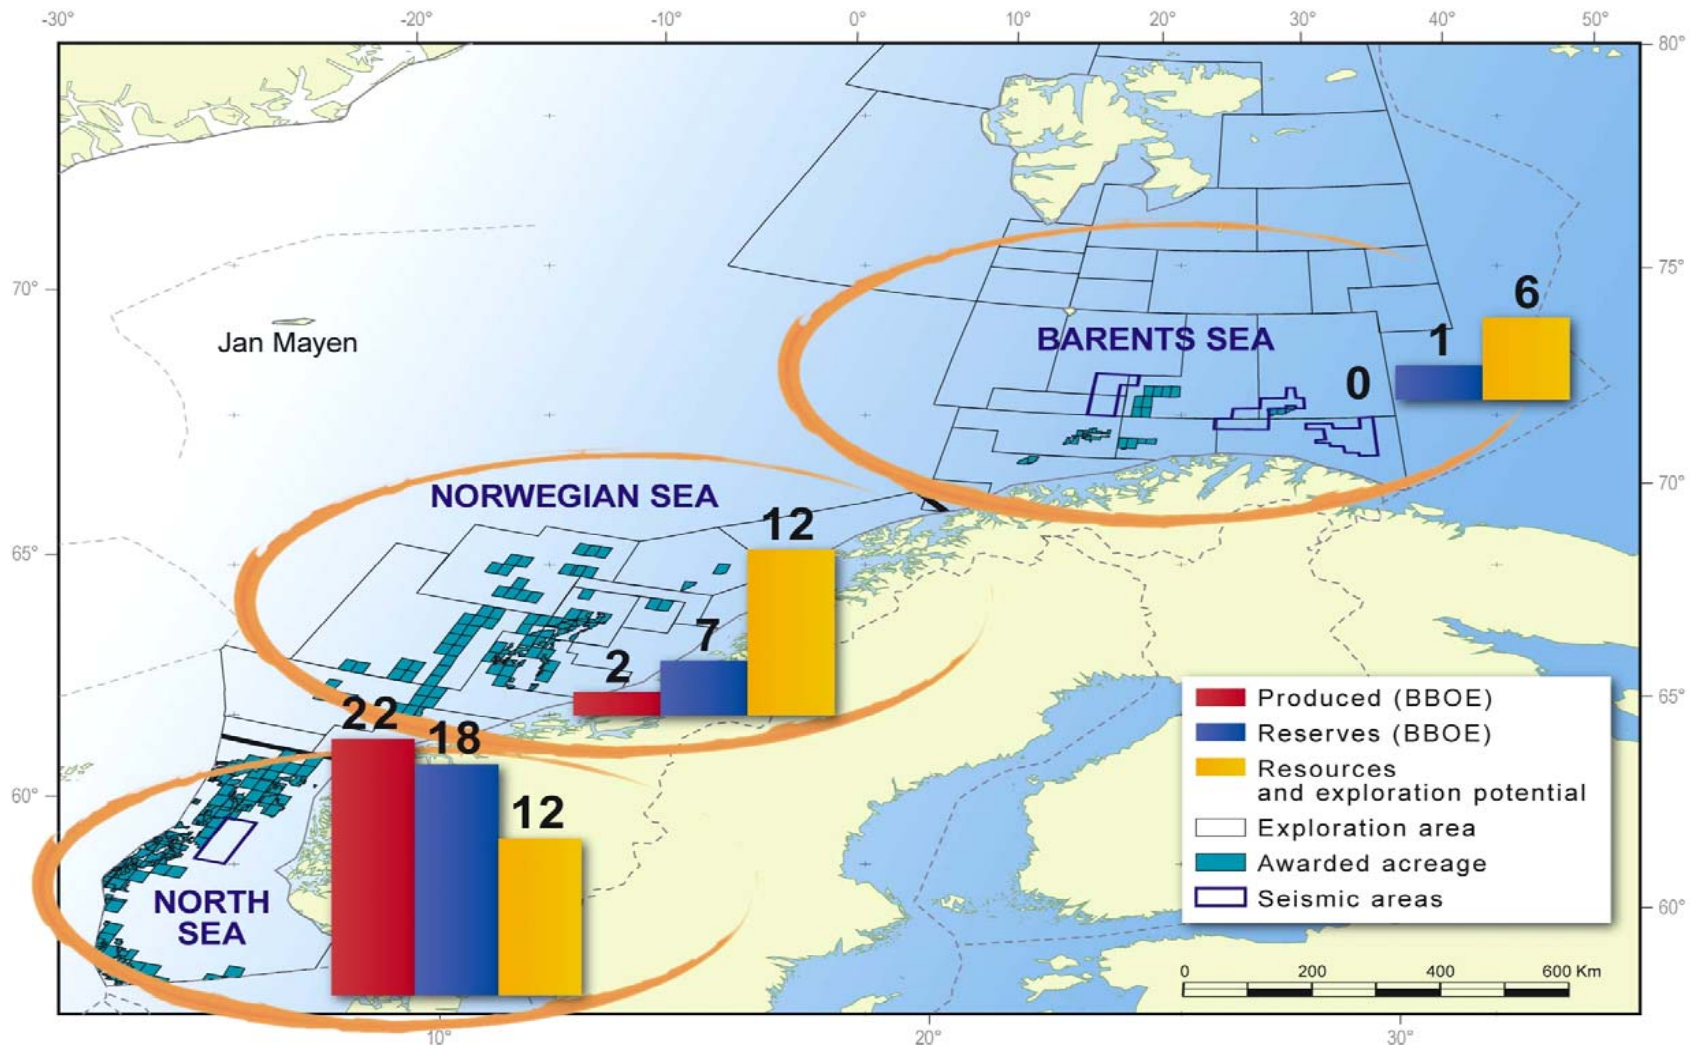 -30°
-20°
-10°
0°
10°
20°
30°
40°
50°
80°
75°
70°
6
Jan Mayen
BARENTS SEA
1
0
NORWEGIAN SEA
70°
12
65°
7
2
Produced (BBOE)
65°
22
Reserves (BBOE)
18
Resources
and exploration potential
60°
12
Exploration area
Awarded acreage
NORTH
SEA
Seismic areas
60°
0
200
400
600 Km
10°
20°
30°